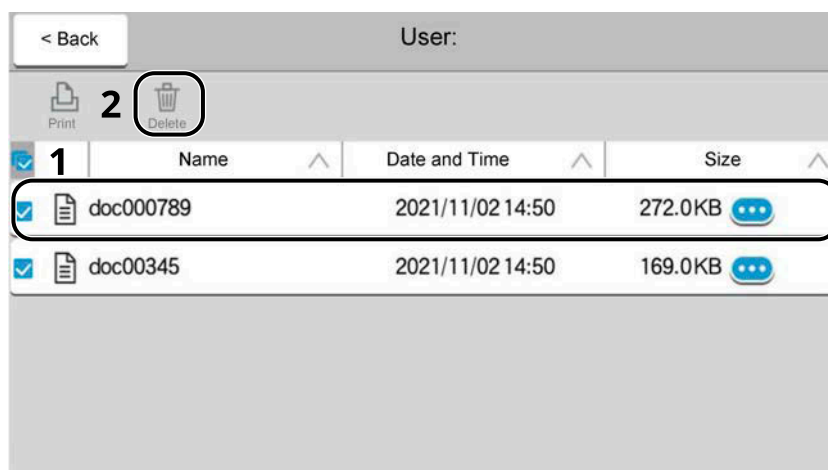 < Back User:
Print 2 Delete
1 Name Date and Time Size
doc000789 2021/11/02 14:50 272.0KB
doc00345 2021/11/02 14:50 169.0KB